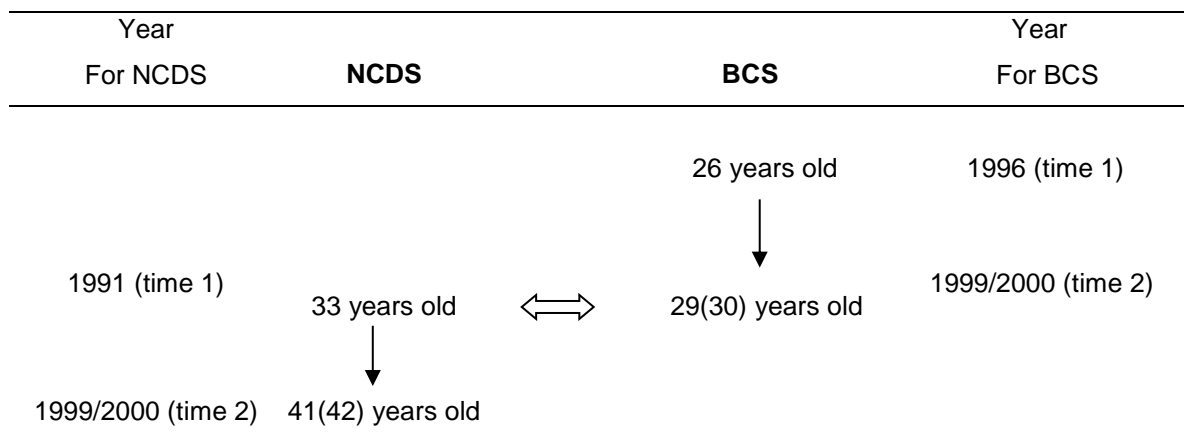 Year Year
For NCDS NCDS BCS For BCS
26 years old 1996 (time 1)
1991 (time 1) 1999/2000 (time 2)
33 years old 29(30) years old
1999/2000 (time 2) 41(42) years old